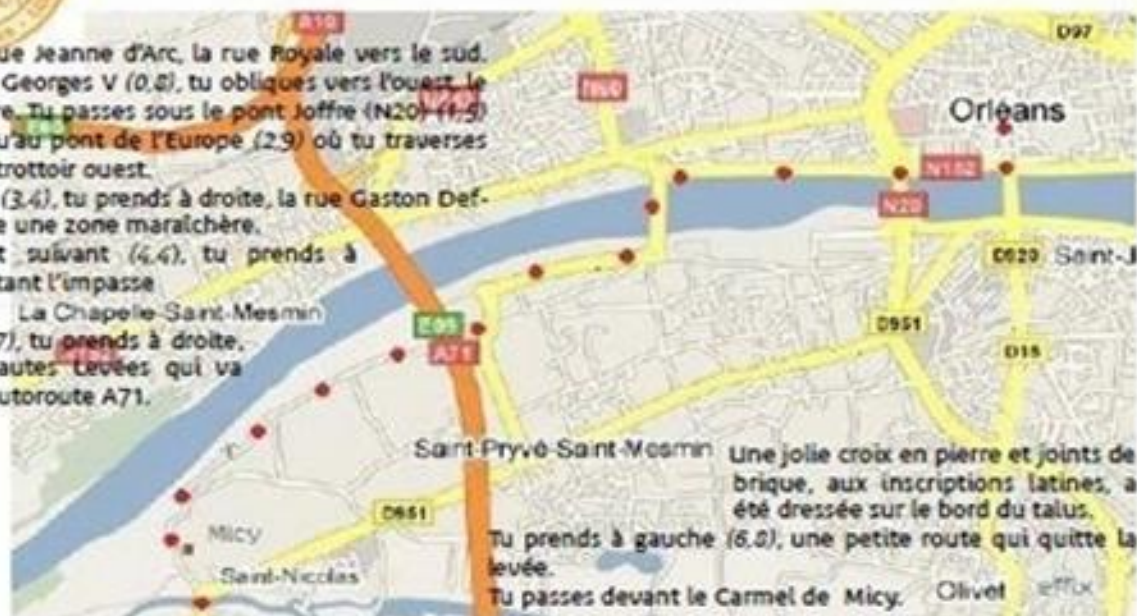 A10
D97
ue Jeanne d'Arc, la rue Royale vers le sud.
Georges V (0,8), tu obliques vers l'ouest, le
re. Tu passes sous le pont Joffre (N20) (1,5)
u'au pont de l'Europe (2,9) où tu traverses
trottoir ouest.
(3,4), tu prends à droite, la rue Gaston Def-
e une zone maraîchère.
t suivant (4,4), tu prends à
tant l'impasse
7), tu prends à droite,
autes Levées qui va
utoroute A71.
Orléans
N152
N20
D520
Saint-J
La Chapelle-Saint-Mesmin
A71
D951
D15
Saint-Pryvé-Saint-Mesmin
Une jolie croix en pierre et joints de
brique, aux inscriptions latines, a
été dressée sur le bord du talus.
D951
Micy
Saint-Nicolas
Tu prends à gauche (6,8), une petite route qui quitte la
levée.
Tu passes devant le Carmel de Micy.
Olivet